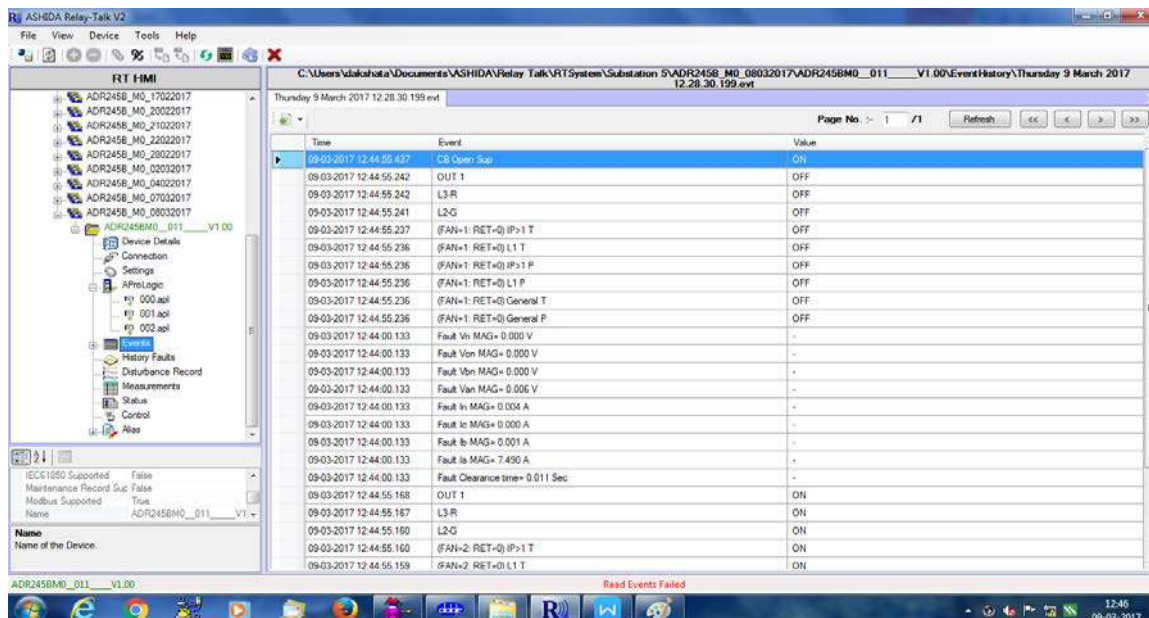 ASHIDA Relay-Talk V2
File View Device Tools Help
RT HMI
ADR245B_M0_17022017
ADR245B_M0_20022017
ADR245B_M0_21022017
ADR245B_M0_22022017
ADR245B_M0_28022017
ADR245B_M0_02032017
ADR245B_M0_04022017
ADR245B_M0_07032017
ADR245B_M0_08032017
ADR245BM0__011____V1.00
Device Details
Connection
Settings
AProLogic
000.apl
001.apl
002.apl
Events
History Faults
Disturbance Record
Measurements
Status
Control
Alias
IEC61850 Supported False
Maintenance Record Sup False
Modbus Supported True
Name ADR245BM0__011____V1
Name
Name of the Device.
C:\Users\dakshata\Documents\ASHIDA\Relay Talk\RTSystem\Substation 5\ADR245B_M0_08032017\ADR245BM0__011____V1.00\EventHistory\Thursday 9 March 2017
12.28.30.199.evt
Thursday 9 March 2017 12.28.30.199.evt
Page No. :- 1 /1 Refresh << < > >>
Time Event Value
09-03-2017 12:44:55.437 CB Open Sup ON
09-03-2017 12:44:55.242 OUT 1 OFF
09-03-2017 12:44:55.242 L3-R OFF
09-03-2017 12:44:55.241 L2-G OFF
09-03-2017 12:44:55.237 (FAN=1: RET=0) IP>1 T OFF
09-03-2017 12:44:55.236 (FAN=1: RET=0) L1 T OFF
09-03-2017 12:44:55.236 (FAN=1: RET=0) IP>1 P OFF
09-03-2017 12:44:55.236 (FAN=1: RET=0) L1 P OFF
09-03-2017 12:44:55.236 (FAN=1: RET=0) General T OFF
09-03-2017 12:44:55.236 (FAN=1: RET=0) General P OFF
09-03-2017 12:44:00.133 Fault Vn MAG= 0.000 V -
09-03-2017 12:44:00.133 Fault Vcn MAG= 0.000 V -
09-03-2017 12:44:00.133 Fault Vbn MAG= 0.000 V -
09-03-2017 12:44:00.133 Fault Van MAG= 0.006 V -
09-03-2017 12:44:00.133 Fault In MAG= 0.004 A -
09-03-2017 12:44:00.133 Fault Ic MAG= 0.000 A -
09-03-2017 12:44:00.133 Fault Ib MAG= 0.001 A -
09-03-2017 12:44:00.133 Fault Ia MAG= 7.490 A -
09-03-2017 12:44:00.133 Fault Clearance time= 0.011 Sec -
09-03-2017 12:44:55.168 OUT 1 ON
09-03-2017 12:44:55.167 L3-R ON
09-03-2017 12:44:55.160 L2-G ON
09-03-2017 12:44:55.160 (FAN=2: RET=0) IP>1 T ON
09-03-2017 12:44:55.159 (FAN=2: RET=0) L1 T ON
ADR245BM0__011____V1.00 Read Events Failed
12:46
09-03-2017